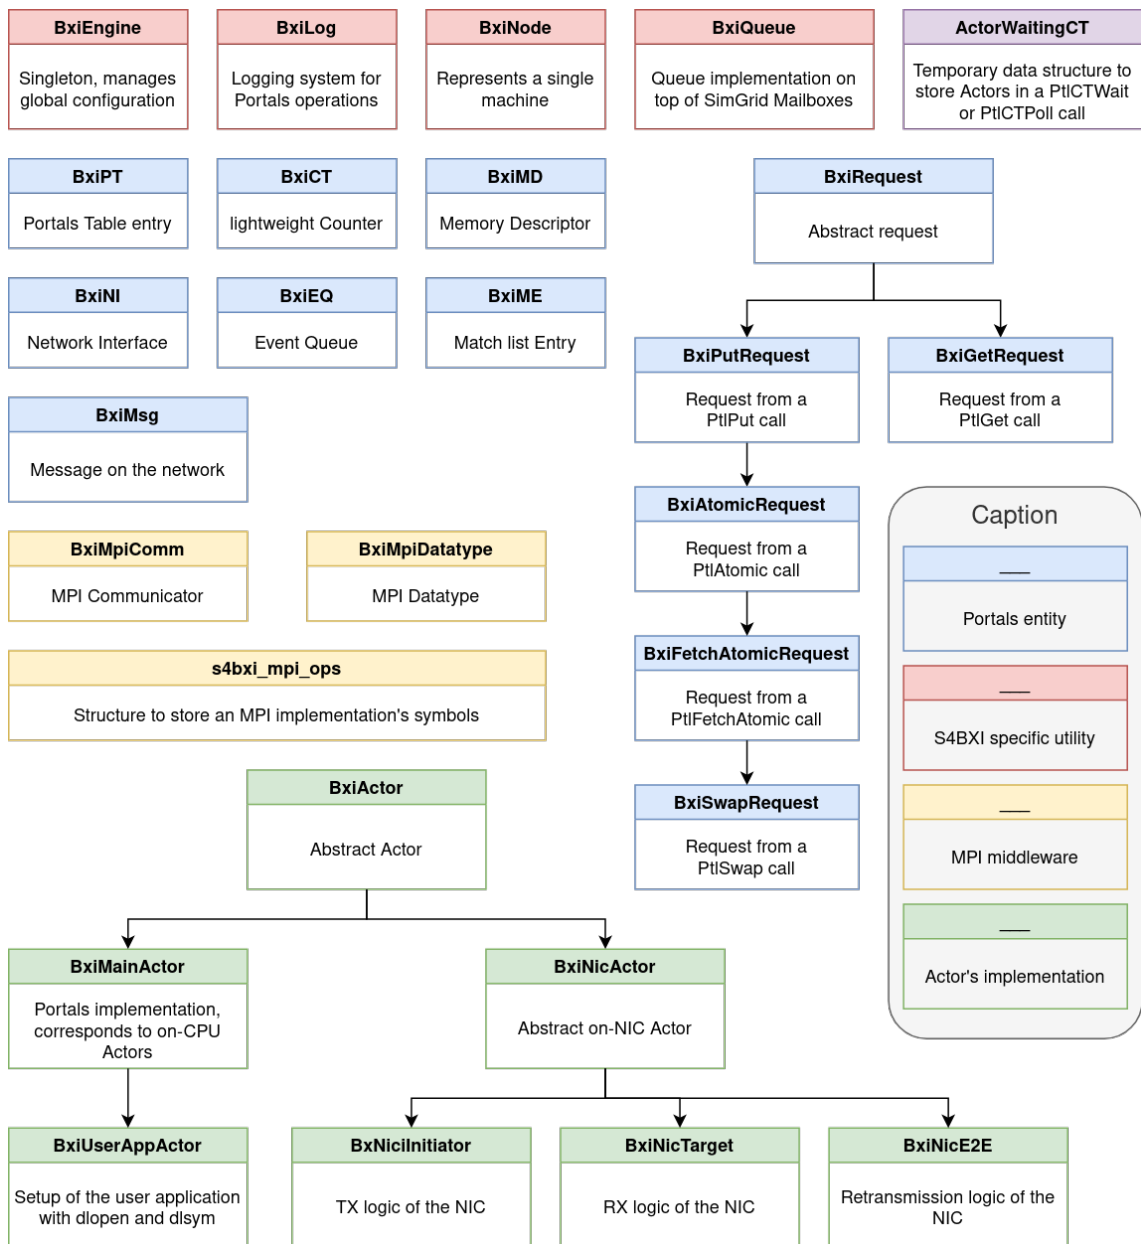 BxiEngine
Singleton, manages
global configuration
BxiLog
Logging system for
Portals operations
BxiNode
Represents a single
machine
BxiQueue
Queue implementation on
top of SimGrid Mailboxes
ActorWaitingCT
Temporary data structure to
store Actors in a PtlCTWait
or PtlCTPoll call
BxiPT
Portals Table entry
BxiCT
lightweight Counter
BxiMD
Memory Descriptor
BxiRequest
Abstract request
BxiNI
Network Interface
BxiEQ
Event Queue
BxiME
Match list Entry
BxiPutRequest
Request from a
PtlPut call
BxiGetRequest
Request from a
PtlGet call
BxiMsg
Message on the network
BxiAtomicRequest
Request from a
PtlAtomic call
BxiMpiComm
MPI Communicator
BxiMpiDatatype
MPI Datatype
s4bxi_mpi_ops
Structure to store an MPI implementation's symbols
BxiFetchAtomicRequest
Request from a
PtlFetchAtomic call
BxiSwapRequest
Request from a
PtlSwap call
Caption
___
Portals entity
___
S4BXI specific utility
___
MPI middleware
___
Actor's implementation
BxiActor
Abstract Actor
BxiMainActor
Portals implementation,
corresponds to on-CPU
Actors
BxiNicActor
Abstract on-NIC Actor
BxiUserAppActor
Setup of the user application
with dlopen and dlsym
BxNiciInitiator
TX logic of the NIC
BxiNicTarget
RX logic of the NIC
BxiNicE2E
Retransmission logic of the
NIC